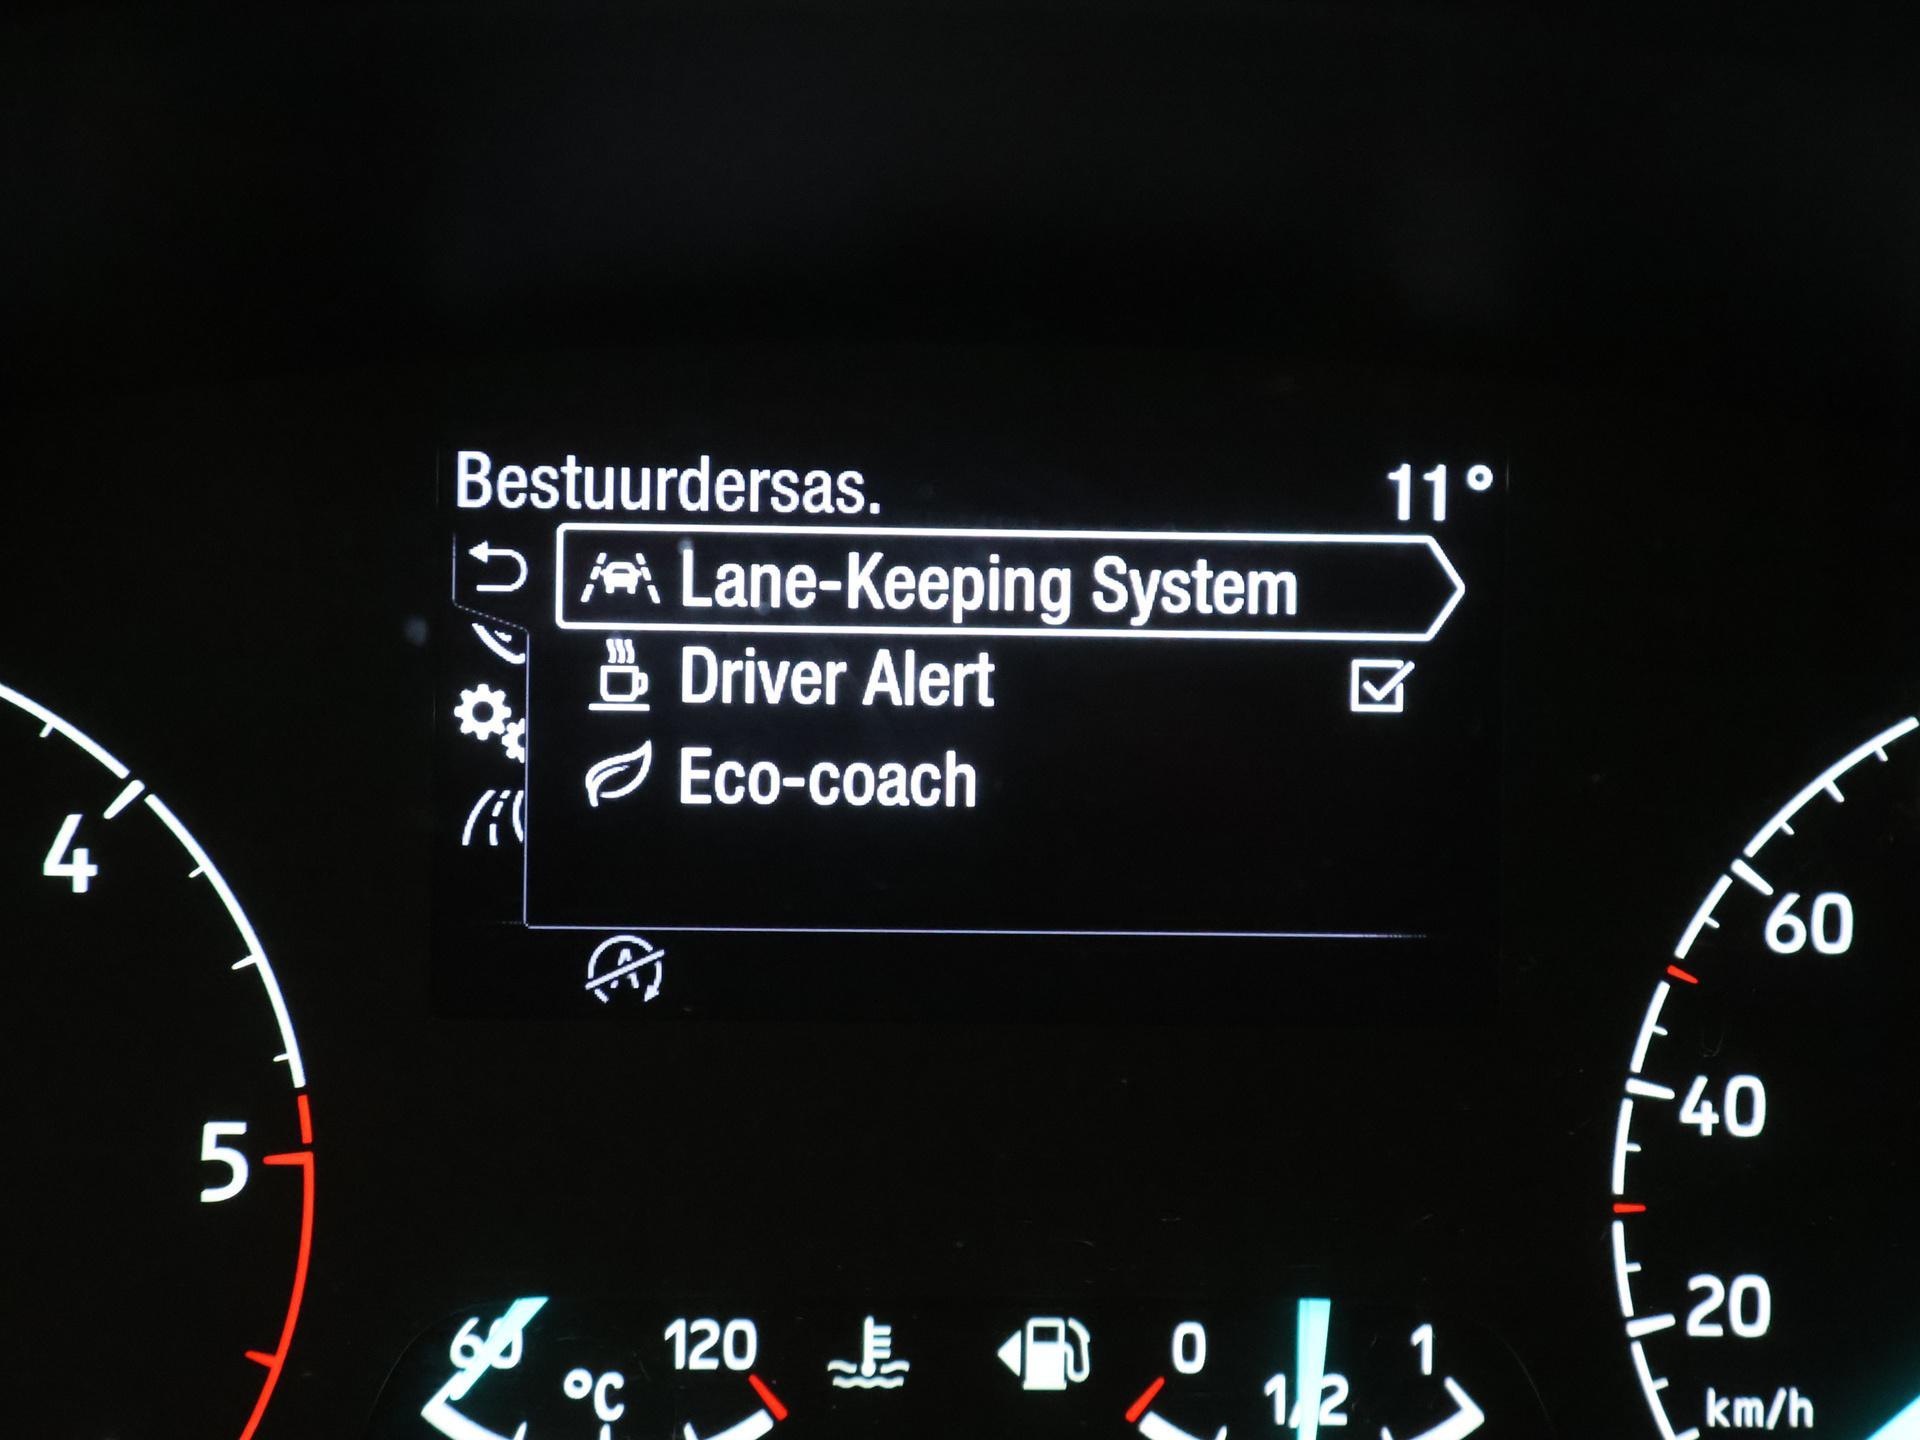 Bestuurdersas. 11°
Lane-Keeping System
Driver Alert
Eco-coach
A
4
5
60
40
20
km/h
60 120
°C
0 1/2 1